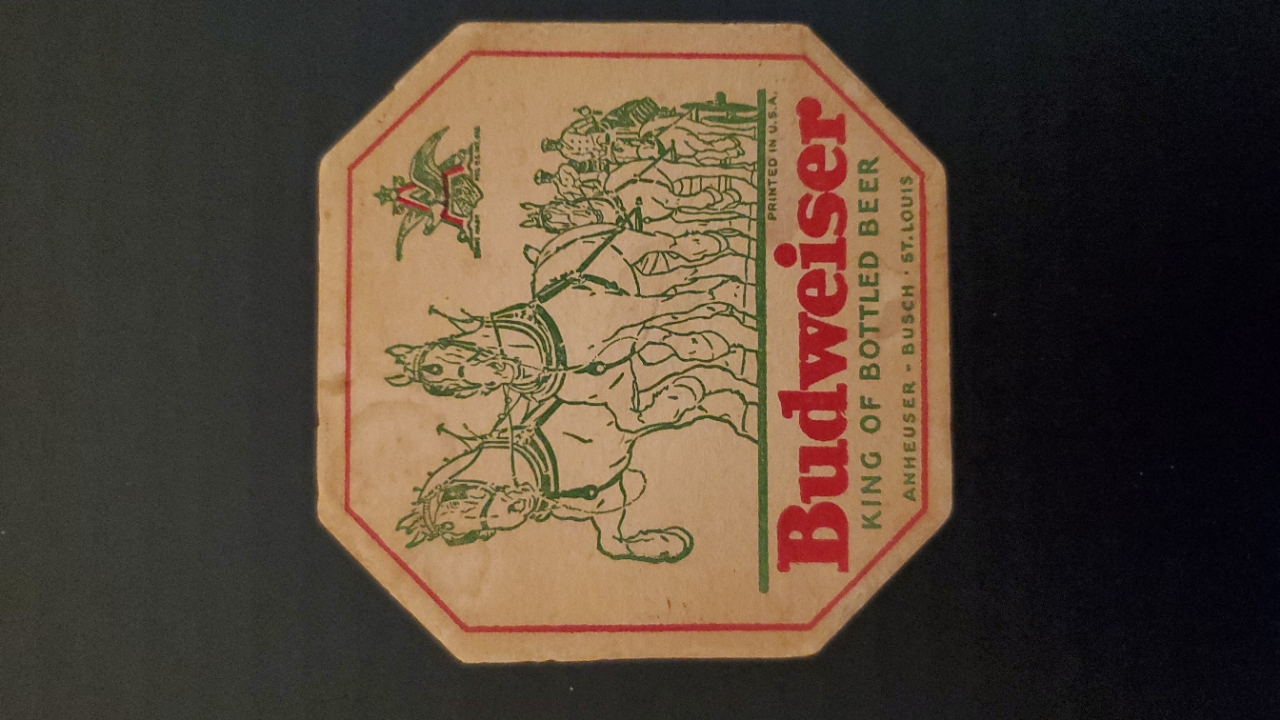 PRINTED IN U.S.A.
Budweiser
KING OF BOTTLED BEER
ANHEUSER - BUSCH · ST. LOUIS